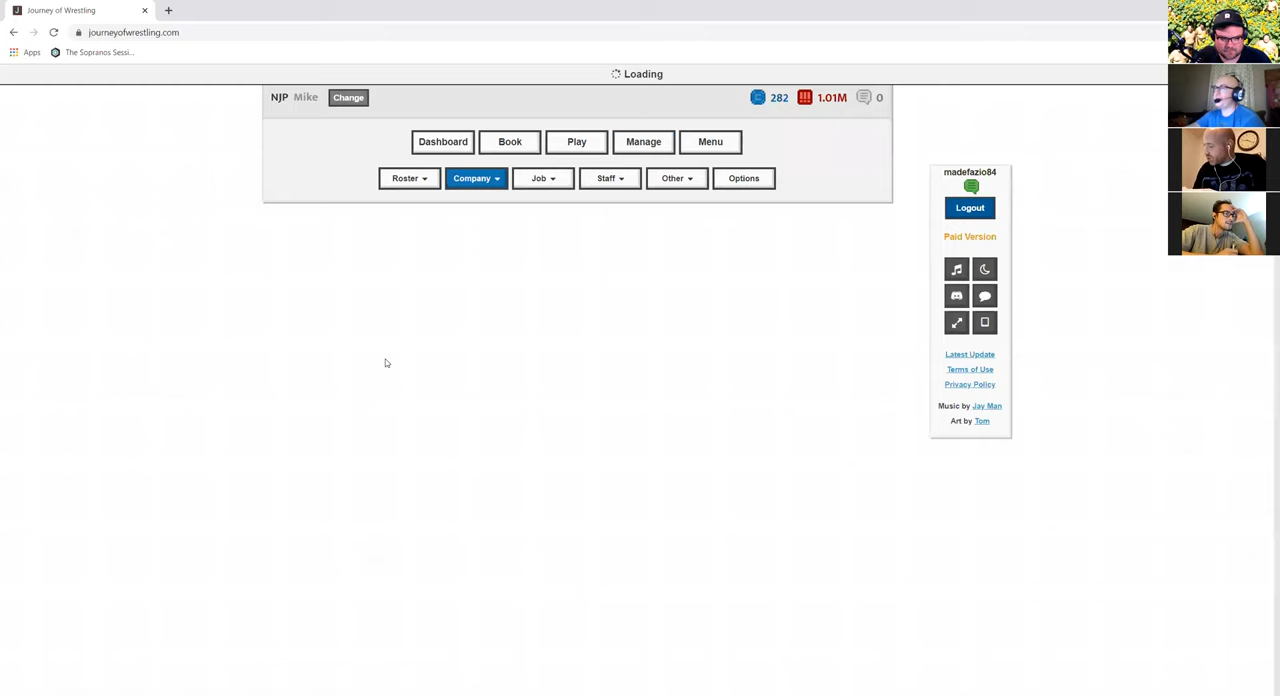 Journey of Wrestling
journeyofwrestling.com
Apps The Sopranos Sessi...
Loading
NJP Mike Change 282 1.01M 0
Dashboard Book Play Manage Menu
Roster Company Job Staff Other Options
madefazio84
Logout
Paid Version
Latest Update
Terms of Use
Privacy Policy
Music by Jay Man
Art by Tom